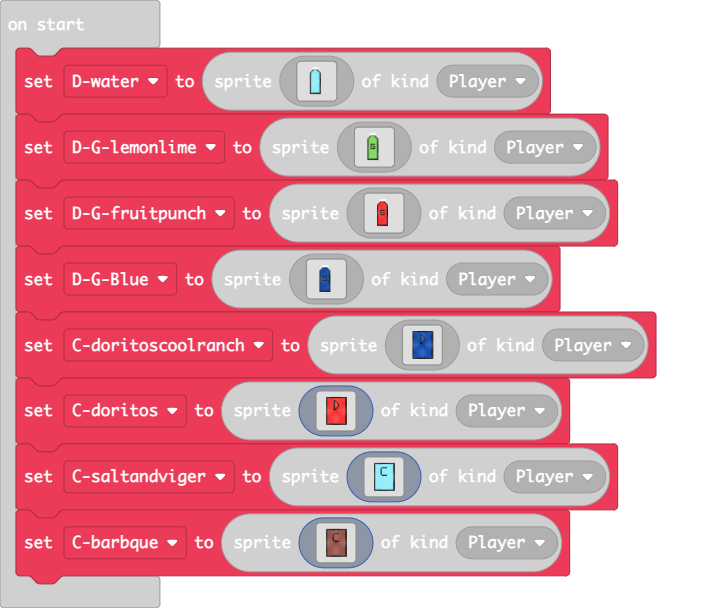 on start
set D-water to sprite of kind Player
set D-G-lemonlime to sprite G of kind Player
set D-G-fruitpunch to sprite G of kind Player
set D-G-Blue to sprite G of kind Player
set C-doritoscoolranch to sprite D of kind Player
set C-doritos to sprite D of kind Player
set C-saltandviger to sprite C of kind Player
set C-barbque to sprite C of kind Player